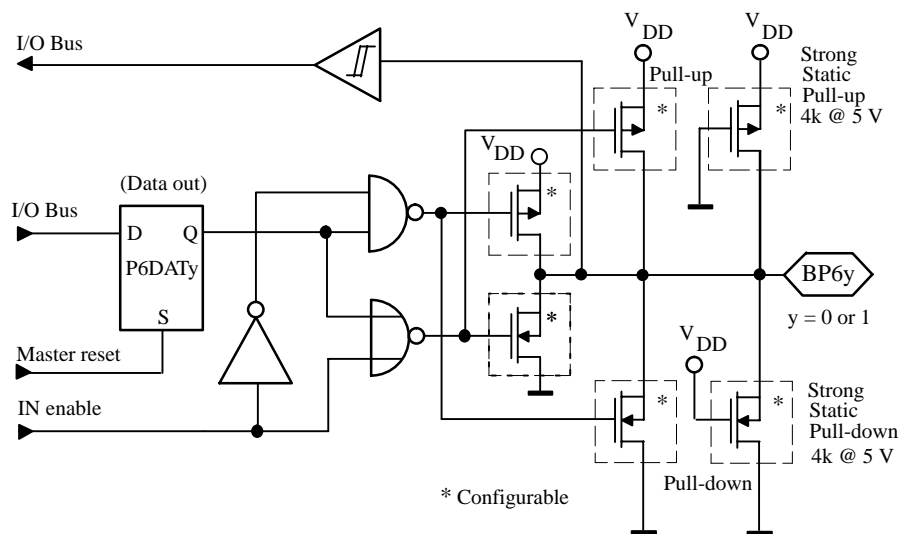 I/O Bus
V DD
V DD
Pull-up
*
*
Strong
Static
Pull-up
4k @ 5 V
V DD
*
(Data out)
I/O Bus
D
Q
P6DATy
S
*
BP6y
y = 0 or 1
Master reset
IN enable
V DD
*
*
Strong
Static
Pull-down
4k @ 5 V
Pull-down
* Configurable